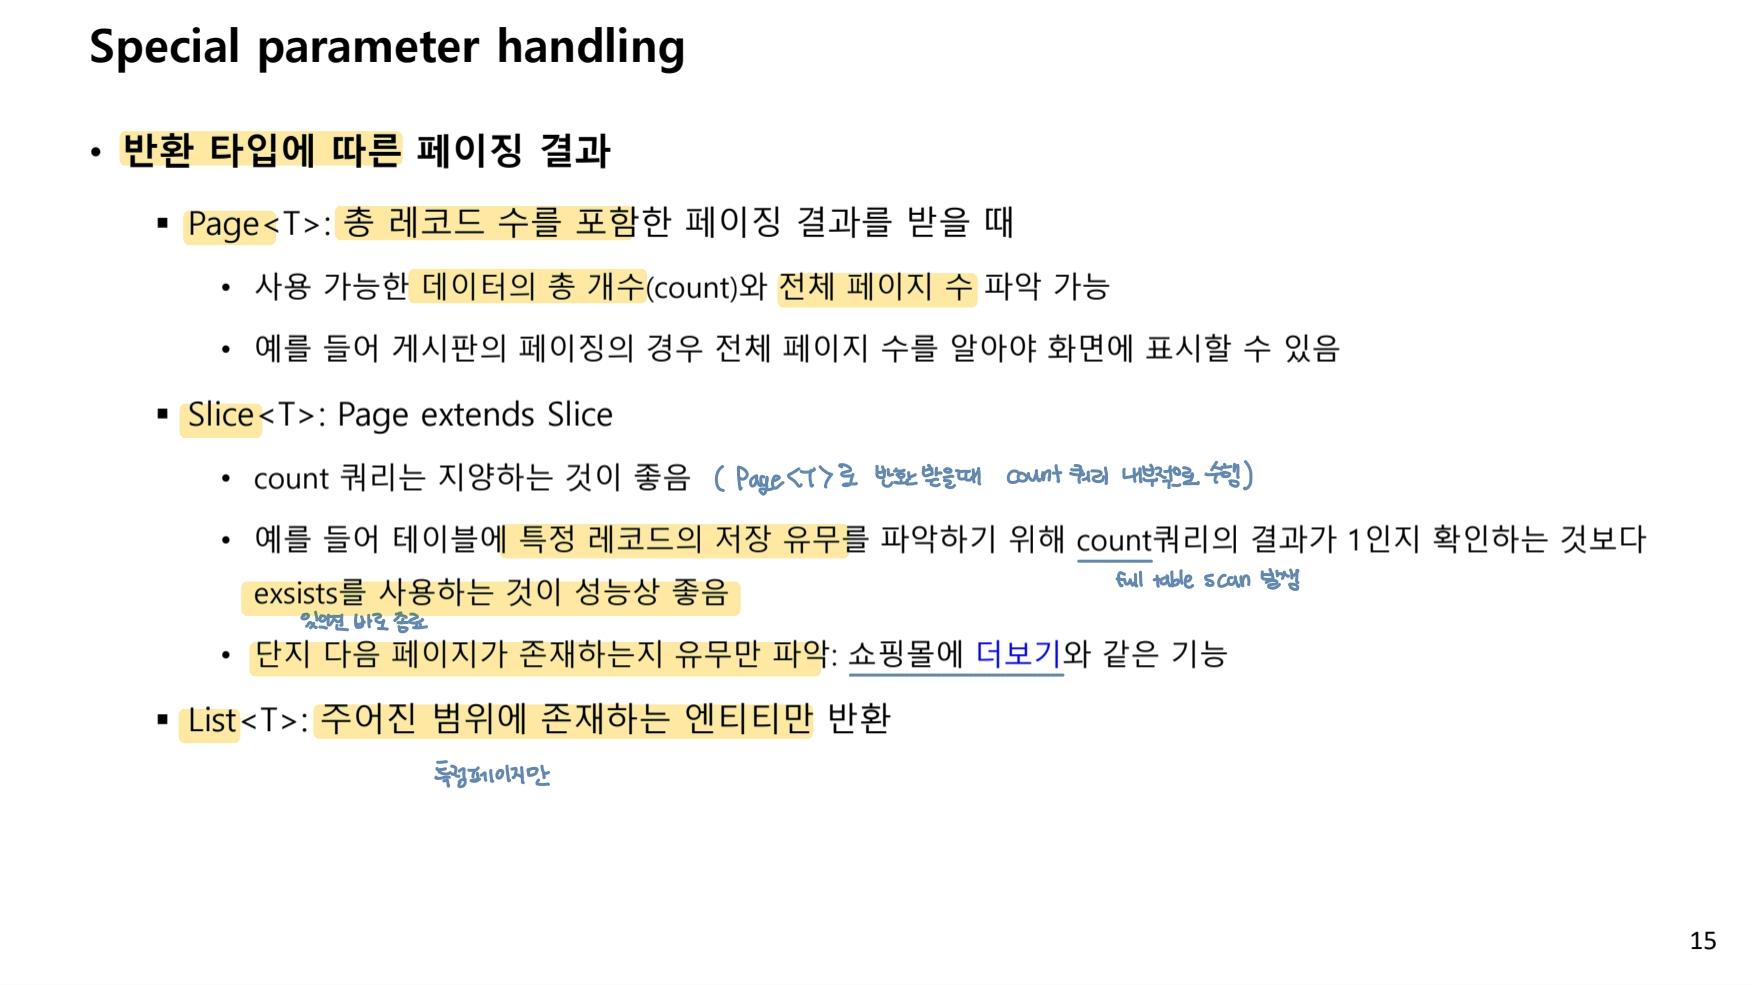 Special parameter handling
• 반환 타입에 따른 페이징 결과
▪ Page<T>: 총 레코드 수를 포함한 페이징 결과를 받을 때
• 사용 가능한 데이터의 총 개수(count)와 전체 페이지 수 파악 가능
• 예를 들어 게시판의 페이징의 경우 전체 페이지 수를 알아야 화면에 표시할 수 있음
▪ Slice<T>: Page extends Slice
• count 쿼리는 지양하는 것이 좋음 ( Page<T>로 반환 받을때 count 쿼리 내부적으로 수행)
• 예를 들어 테이블에 특정 레코드의 저장 유무를 파악하기 위해 count쿼리의 결과가 1인지 확인하는 것보다
full table scan 발생
exsists를 사용하는 것이 성능상 좋음
있으면 바로 종료
• 단지 다음 페이지가 존재하는지 유무만 파악: 쇼핑몰에 더보기와 같은 기능
▪ List<T>: 주어진 범위에 존재하는 엔티티만 반환
특정페이지만
15